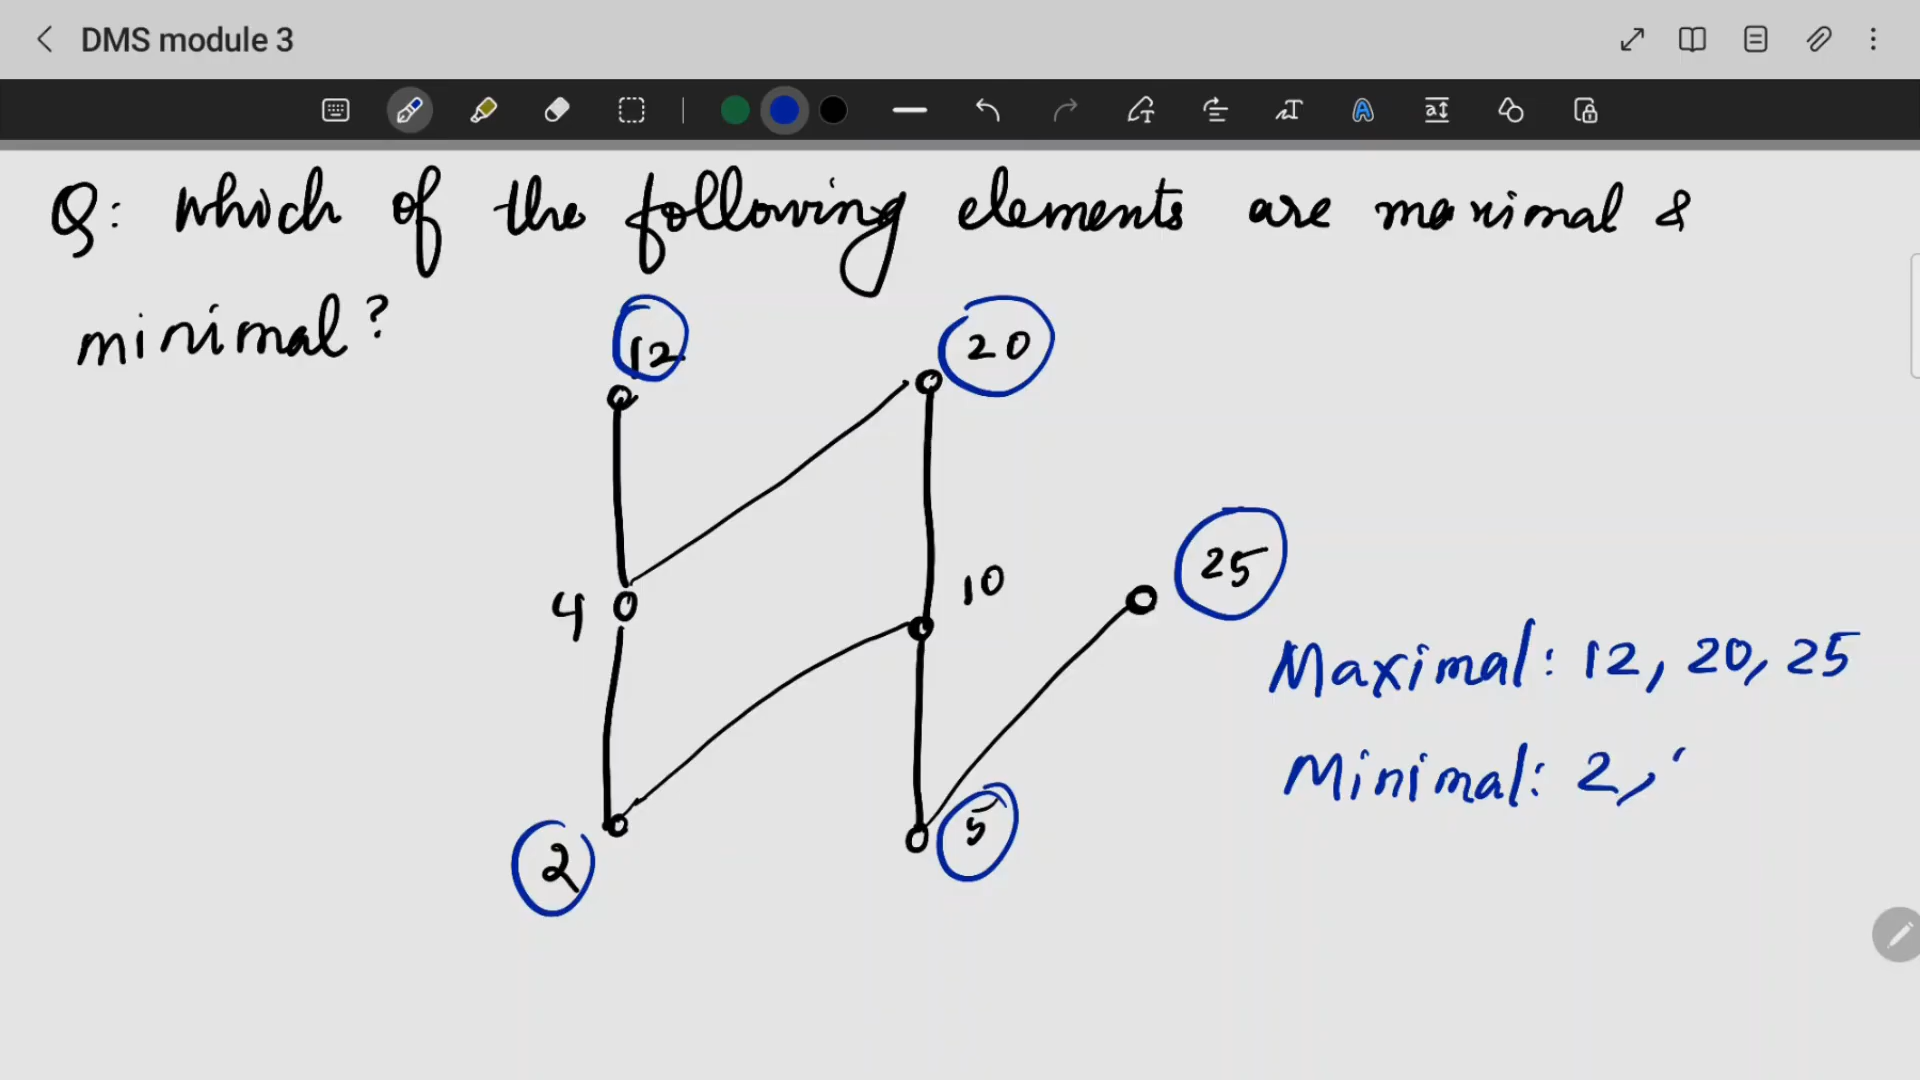 DMS module 3
Q: which of the following elements are maximal &
minimal?
12
20
25
10
4
Maximal: 12, 20, 25
Minimal: 2,
5
2